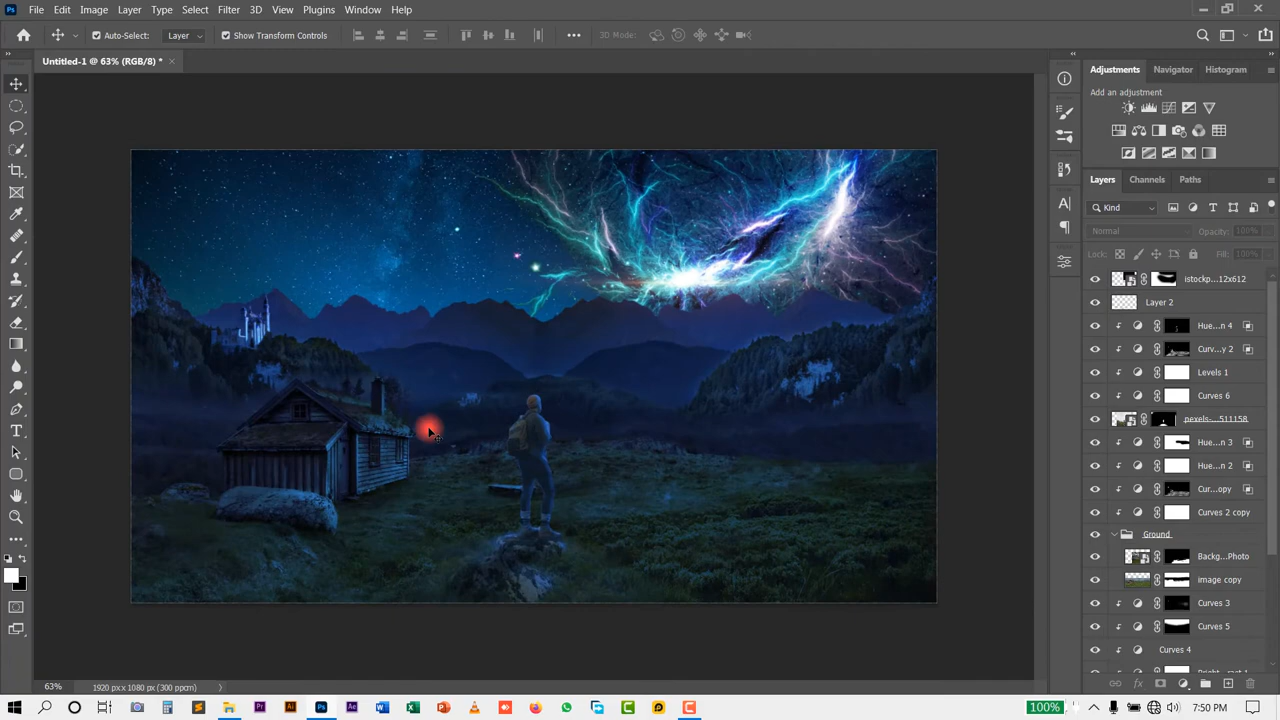 Ps File Edit Image Layer Type Select Filter 3D View Plugins Window Help
Auto-Select: Layer Show Transform Controls 3D Mode:
Untitled-1 @ 63% (RGB/8) *
Adjustments Navigator Histogram
Add an adjustment
Layers Channels Paths
Kind
Normal Opacity: 100%
Lock: Fill: 100%
istockp...12x612
Layer 2
Hue...n 4
Curv...y 2
Levels 1
Curves 6
pexels-...511158
Hue...n 3
Hue...n 2
Cur...opy
Curves 2 copy
Ground
Backg...Photo
image copy
Curves 3
Curves 5
Curves 4
63% 1920 px x 1080 px (300 ppcm)
100% 7:50 PM